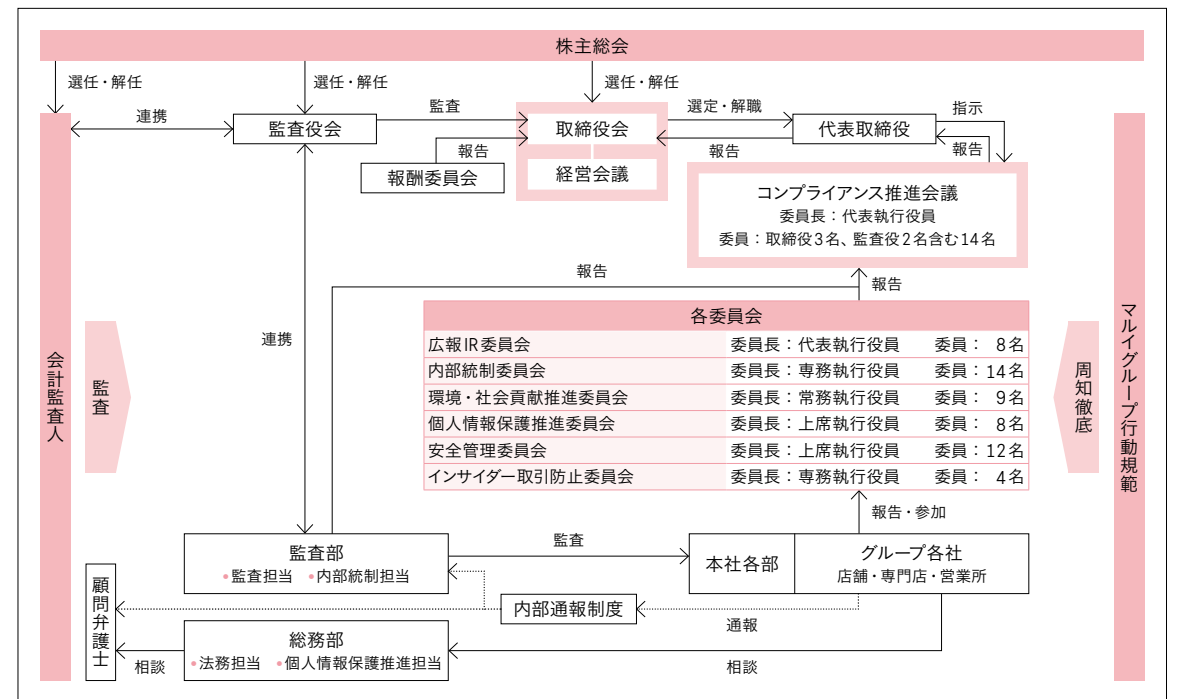 株主総会
選任・解任
選任・解任
選任・解任
連携
監査役会
監査
取締役会
選定・解職
代表取締役
指示
報告
報酬委員会
経営会議
報告
報告
コンプライアンス推進会議
委員長：代表執行役員
委員：取締役3名、監査役2名含む14名
報告
報告
連携
各委員会
広報IR委員会 委員長：代表執行役員 委員： 8名
内部統制委員会 委員長：専務執行役員 委員：14名
環境・社会貢献推進委員会 委員長：常務執行役員 委員： 9名
個人情報保護推進委員会 委員長：上席執行役員 委員： 8名
安全管理委員会 委員長：上席執行役員 委員：12名
インサイダー取引防止委員会 委員長：専務執行役員 委員： 4名
会計監査人
監査
周知徹底
マルイグループ行動規範
報告・参加
監査部
•監査担当 •内部統制担当
監査
本社各部
グループ各社
店舗・専門店・営業所
顧問弁護士
内部通報制度
通報
総務部
•法務担当 •個人情報保護推進担当
相談
相談